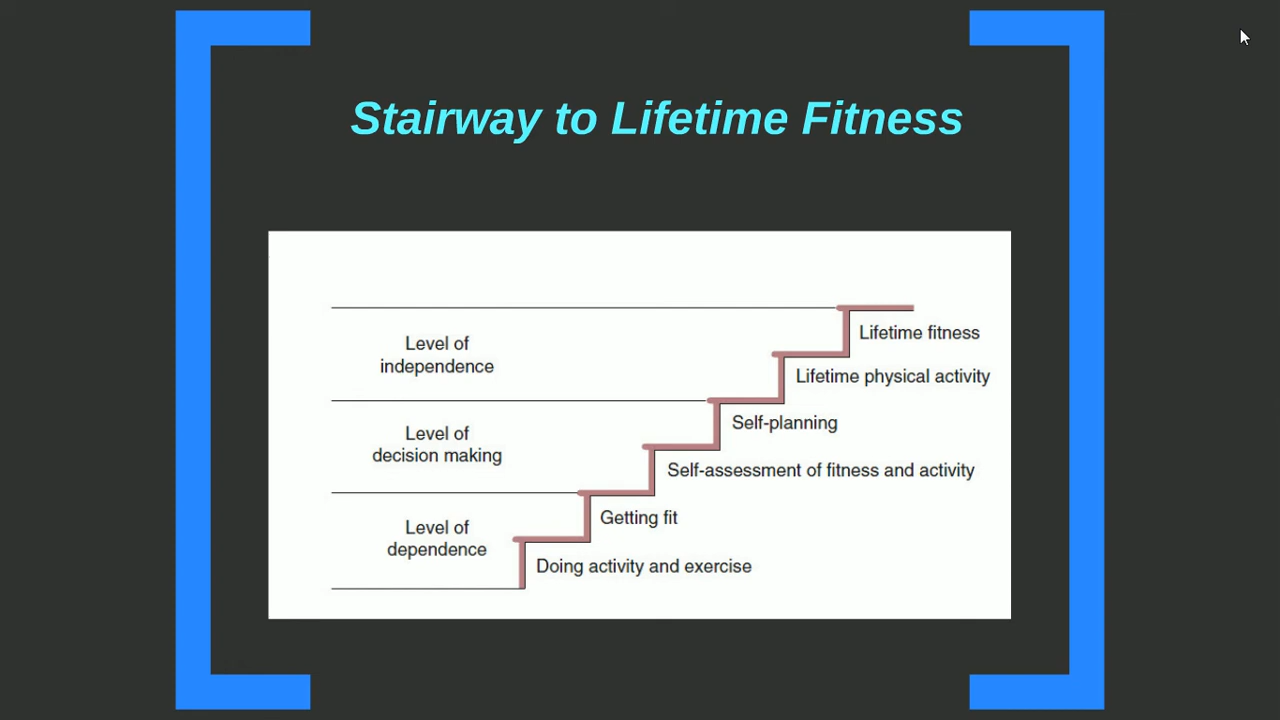 Stairway to Lifetime Fitness
Level of
independence
Lifetime fitness
Lifetime physical activity
Level of
decision making
Self-planning
Self-assessment of fitness and activity
Level of
dependence
Getting fit
Doing activity and exercise